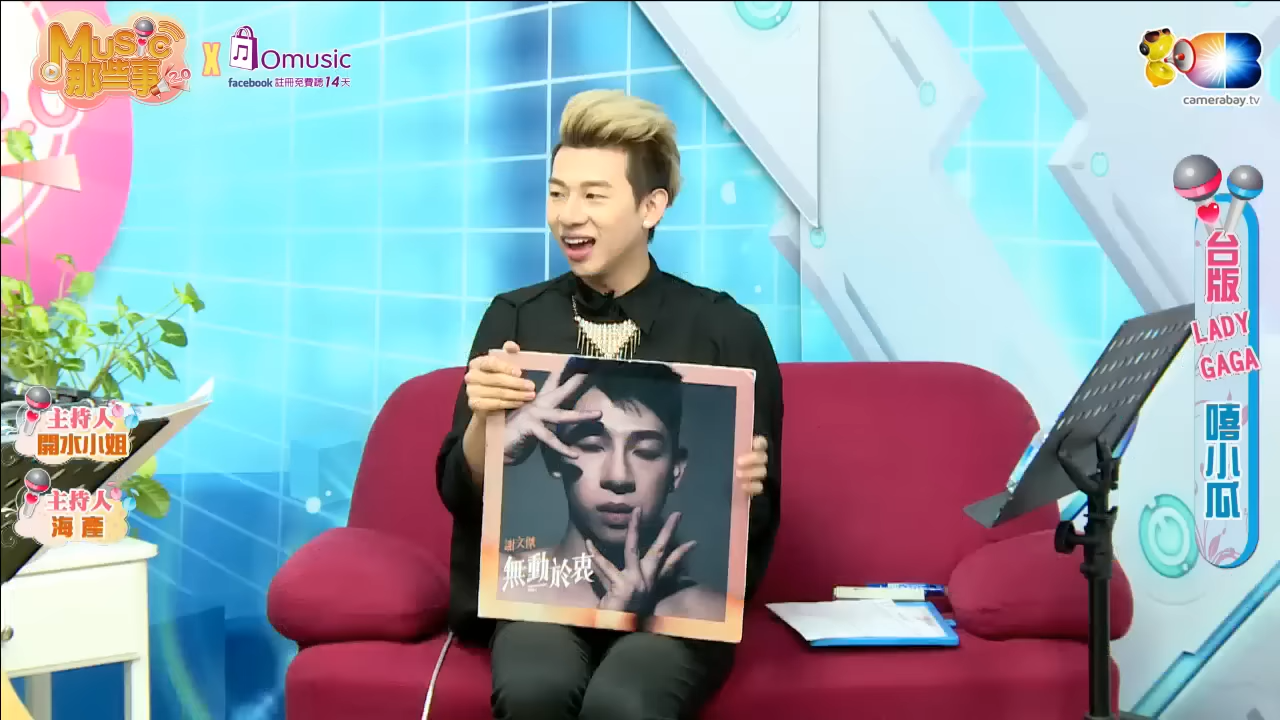 Music
那些事
2.0
X
Omusic
facebook 註冊免費聽14天
camerabay.tv
台版
LADY
GAGA
嘻小瓜
主持人
開水小姐
主持人
海產
謝文傑
無動於衷